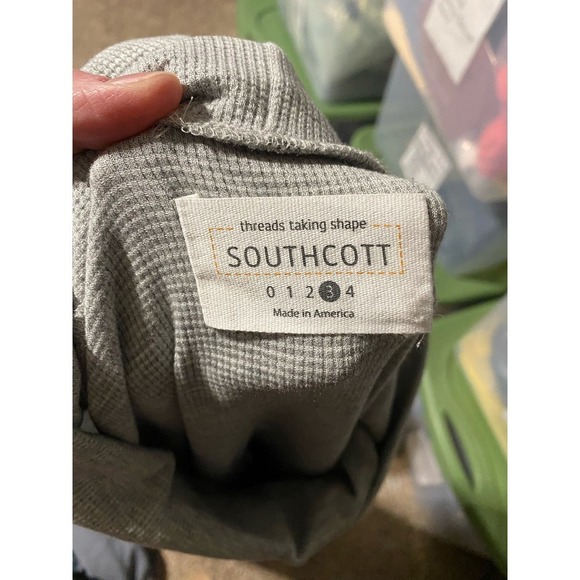 threads taking shape
SOUTHCOTT
0 1 2 3 4
Made in America